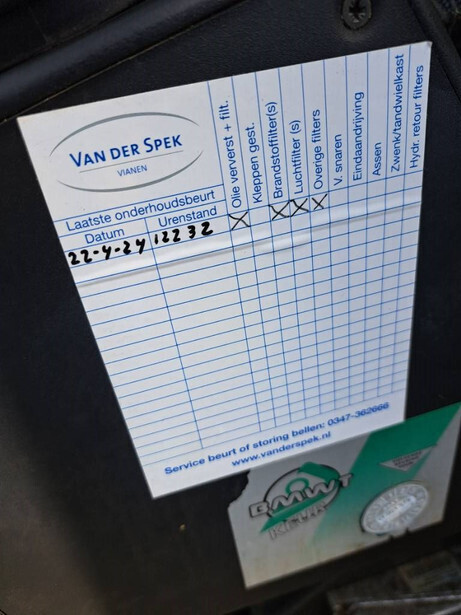 VAN DER SPEK
VIANEN
Laatste onderhoudsbeurt
Datum Urenstand
Olie ververst + filt.
Kleppen gest.
Brandstoffilter(s)
Luchtfilter (s)
Overige filters
V. snaren
Eindaandrijving
Assen
Zwenk/tandwielkast
Hydr. retour filters
22-4-24 12232 X X X X
Service beurt of storing bellen: 0347-362666
www.vanderspek.nl
BMWT
KEUR